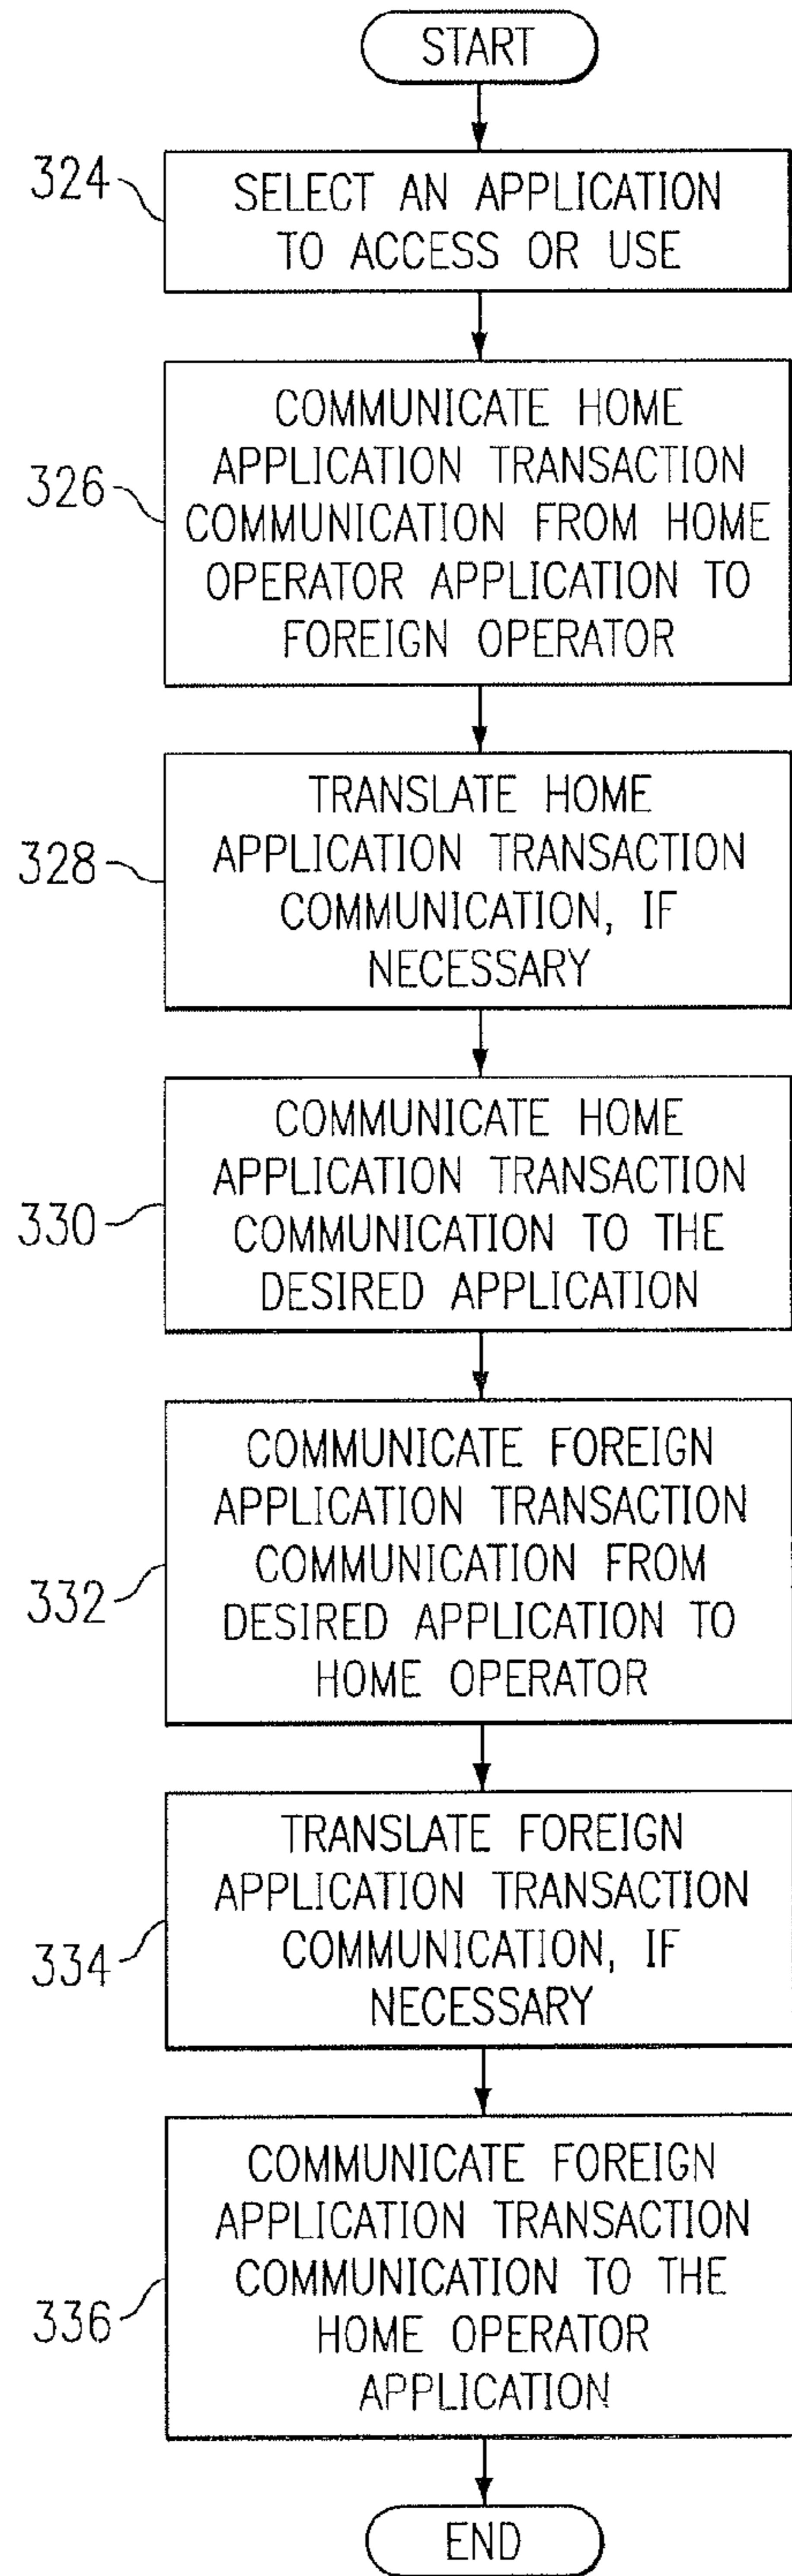 START
324
SELECT AN APPLICATION
TO ACCESS OR USE
326
COMMUNICATE HOME
APPLICATION TRANSACTION
COMMUNICATION FROM HOME
OPERATOR APPLICATION TO
FOREIGN OPERATOR
328
TRANSLATE HOME
APPLICATION TRANSACTION
COMMUNICATION, IF
NECESSARY
330
COMMUNICATE HOME
APPLICATION TRANSACTION
COMMUNICATION TO THE
DESIRED APPLICATION
332
COMMUNICATE FOREIGN
APPLICATION TRANSACTION
COMMUNICATION FROM
DESIRED APPLICATION TO
HOME OPERATOR
334
TRANSLATE FOREIGN
APPLICATION TRANSACTION
COMMUNICATION, IF
NECESSARY
336
COMMUNICATE FOREIGN
APPLICATION TRANSACTION
COMMUNICATION TO THE
HOME OPERATOR
APPLICATION
END